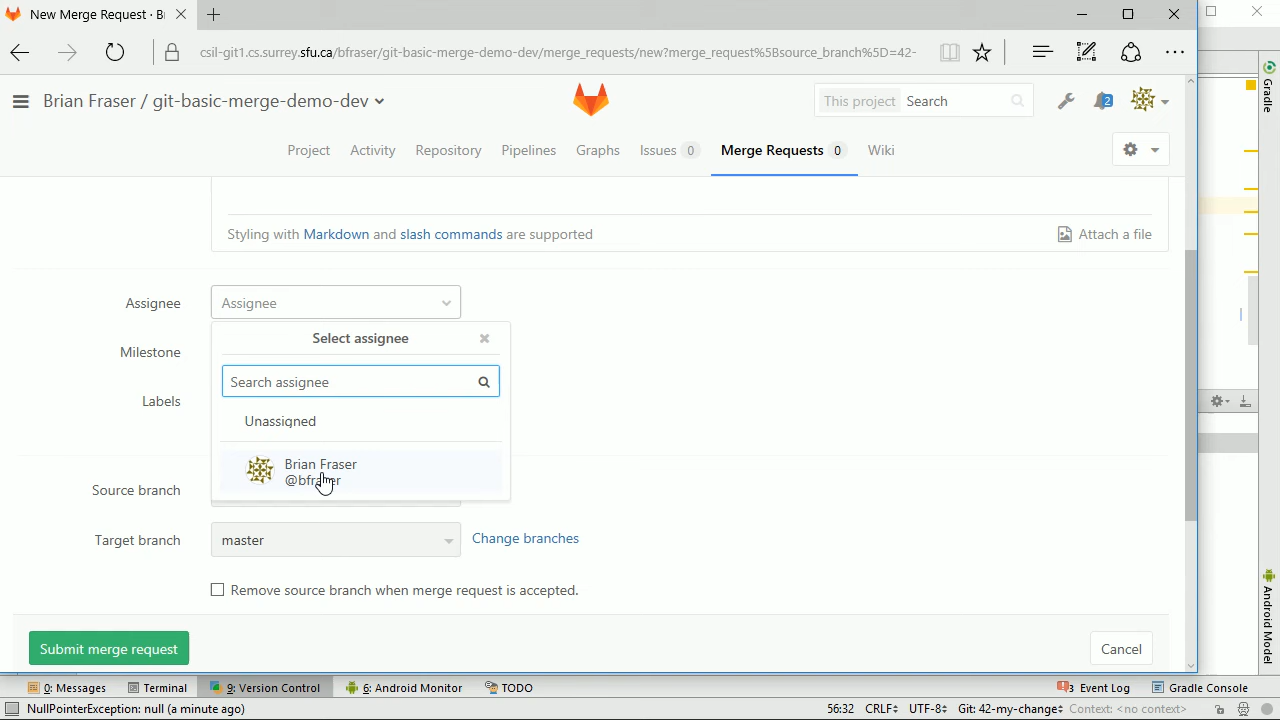 New Merge Request · B
csil-git1.cs.surrey.sfu.ca/bfraser/git-basic-merge-demo-dev/merge_requests/new?merge_request%5Bsource_branch%5D=42-
Brian Fraser / git-basic-merge-demo-dev
This project Search
2
Project Activity Repository Pipelines Graphs Issues 0 Merge Requests 0 Wiki
Styling with Markdown and slash commands are supported
Attach a file
Assignee Assignee
Select assignee
Milestone
Search assignee
Labels
Unassigned
Brian Fraser
Source branch
Target branch master Change branches
Remove source branch when merge request is accepted.
Submit merge request Cancel
Gradle
Android Model
0: Messages Terminal 9: Version Control 6: Android Monitor TODO 3 Event Log Gradle Console
NullPointerException: null (a minute ago) 56:32 CRLF UTF-8 Git: 42-my-change Context: <no context>